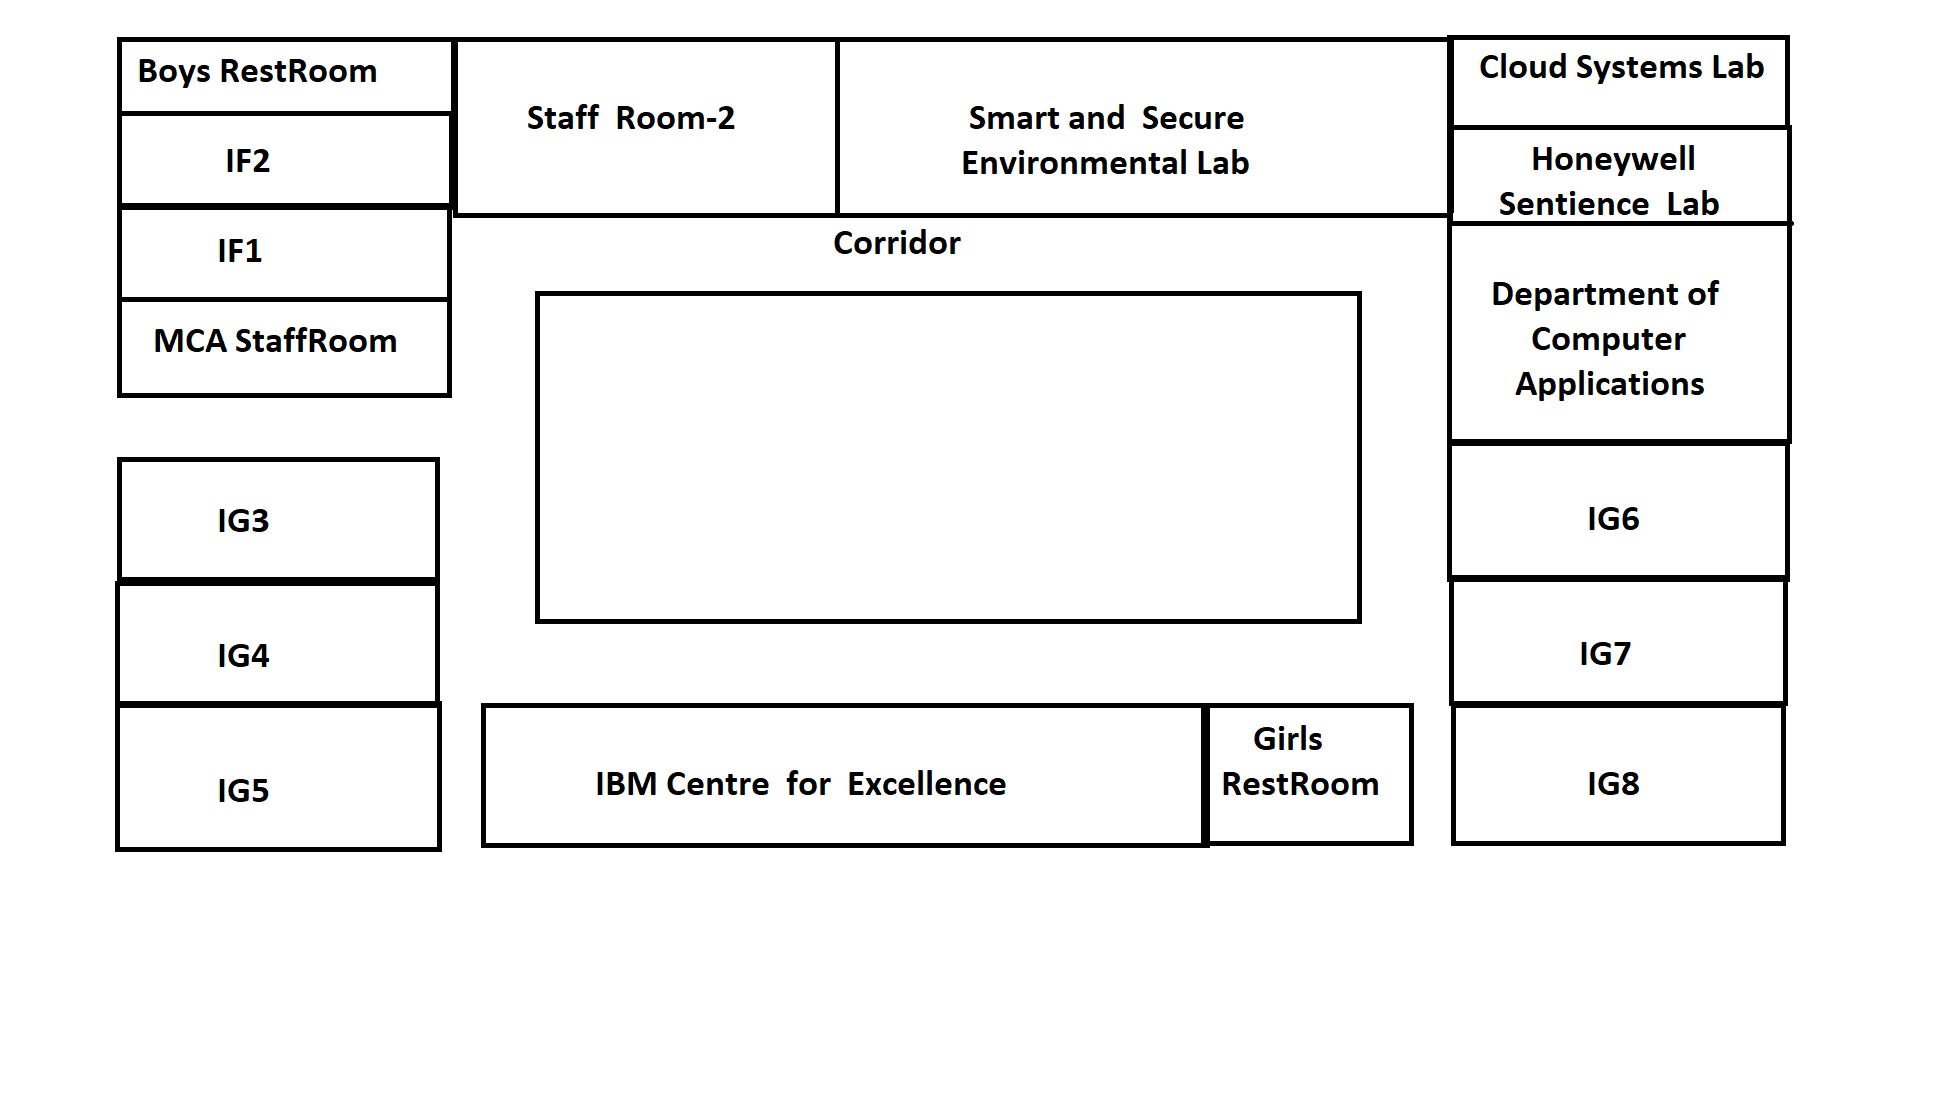 Boys RestRoom
IF2
IF1
MCA StaffRoom
IG3
IG4
IG5
Staff  Room-2
Smart and  Secure
Environmental Lab
Corridor
IBM Centre  for  Excellence
Girls
RestRoom
Cloud Systems Lab
Honeywell
Sentience  Lab
Department of
Computer
Applications
IG6
IG7
IG8